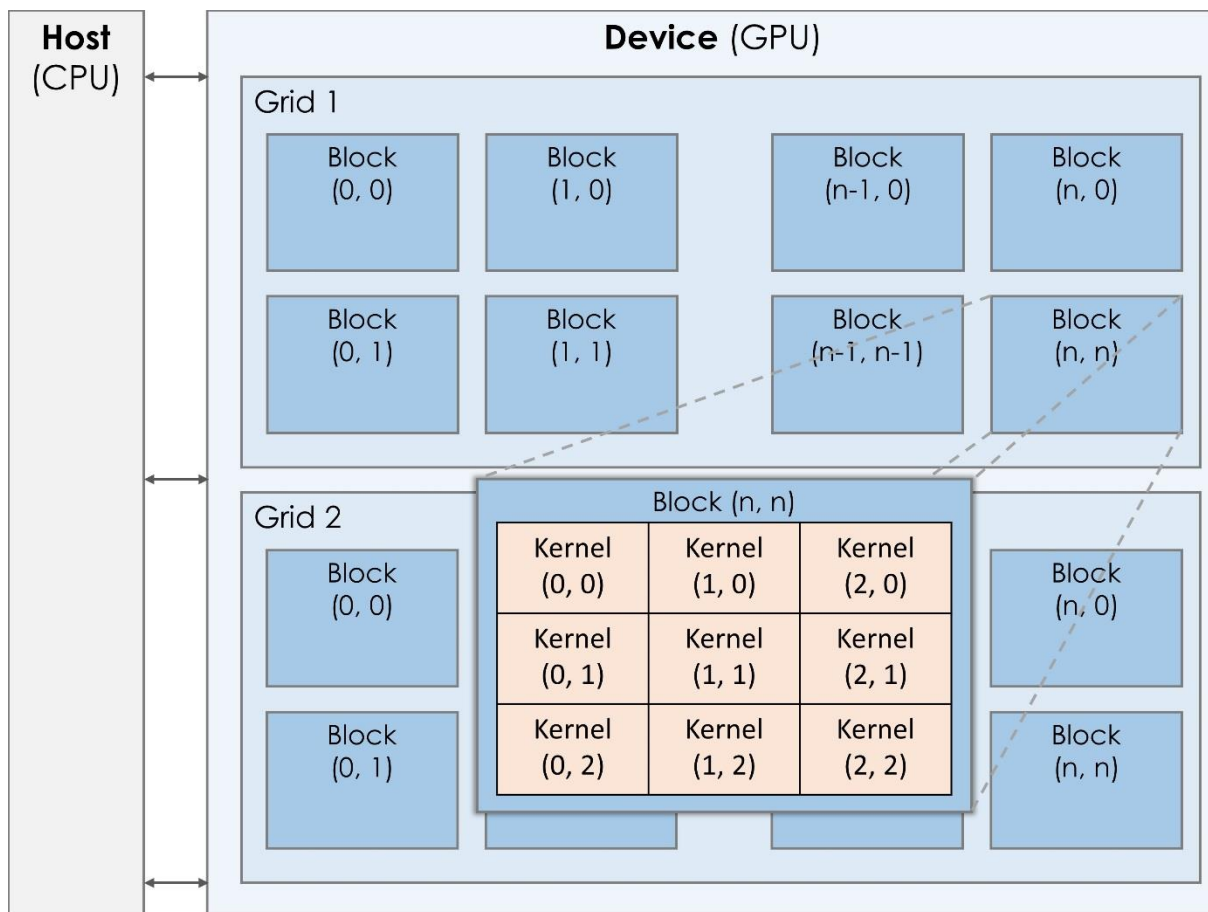 Host
(CPU)
Device (GPU)
Grid 1
Block
(0, 0)
Block
(1, 0)
Block
(n-1, 0)
Block
(n, 0)
Block
(0, 1)
Block
(1, 1)
Block
(n-1, n-1)
Block
(n, n)
Grid 2
Block
(0, 0)
Block
(n, 0)
Block
(0, 1)
Block
(n, n)
Block (n, n)
Kernel
(0, 0)
Kernel
(1, 0)
Kernel
(2, 0)
Kernel
(0, 1)
Kernel
(1, 1)
Kernel
(2, 1)
Kernel
(0, 2)
Kernel
(1, 2)
Kernel
(2, 2)